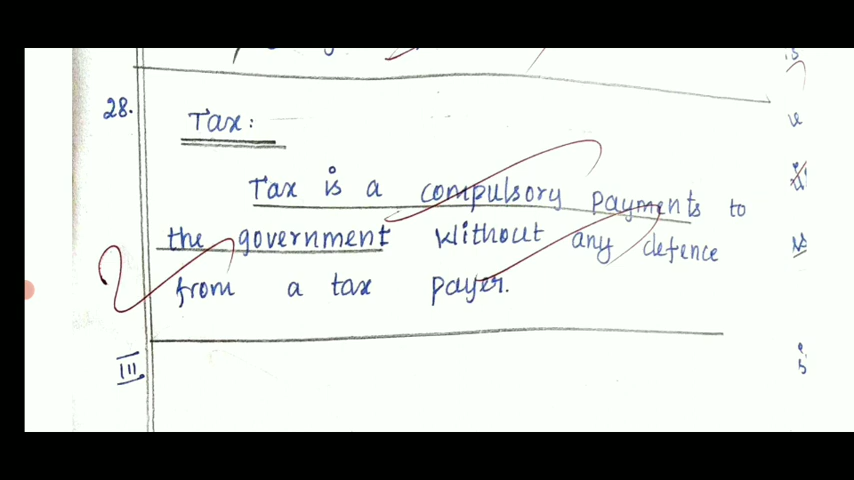 28.
Tax:
Tax is a compulsory payments to
the government without any defence
from a tax payer.
III